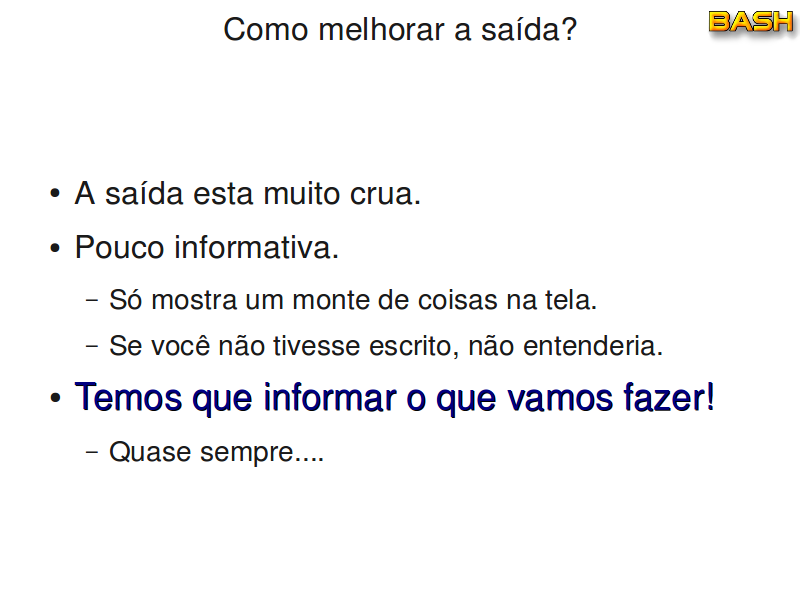 Como melhorar a saída?
BASH
• A saída esta muito crua.
• Pouco informativa.
– Só mostra um monte de coisas na tela.
– Se você não tivesse escrito, não entenderia.
• Temos que informar o que vamos fazer!
– Quase sempre....